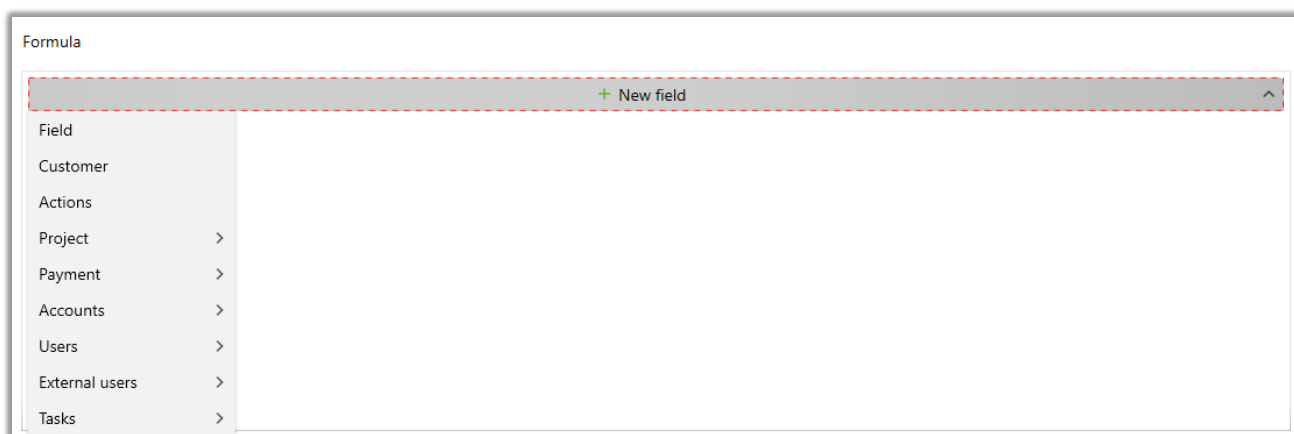 Formula
+ New field
Field
Customer
Actions
Project
Payment
Accounts
Users
External users
Tasks